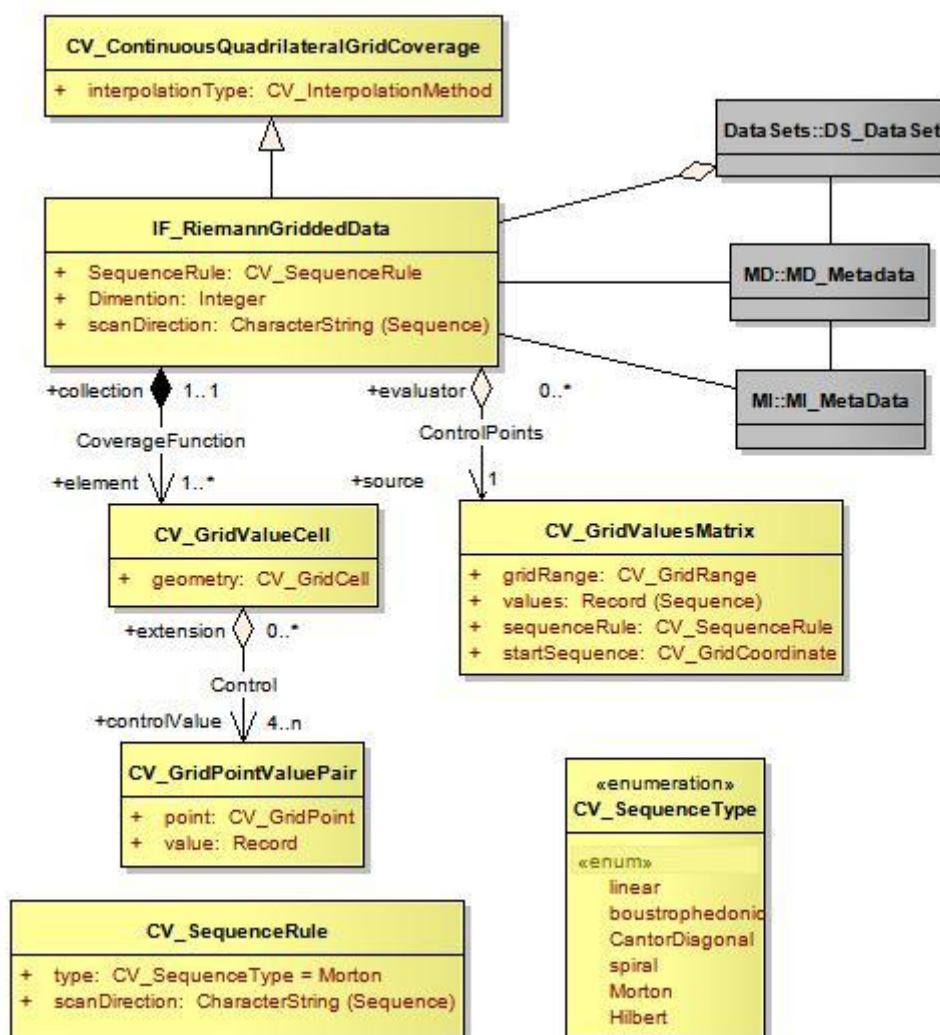 CV_ContinuousQuadrilateralGridCoverage
+ interpolationType: CV_InterpolationMethod
DataSets::DS_DataSet
IF_RiemannGriddedData
+ SequenceRule: CV_SequenceRule
+ Dimention: Integer
+ scanDirection: CharacterString (Sequence)
MD::MD_Metadata
MI::MI_MetaData
+collection 1..1
+evaluator 0..*
CoverageFunction
ControlPoints
+element 1..*
+source 1
CV_GridValueCell
+ geometry: CV_GridCell
CV_GridValuesMatrix
+ gridRange: CV_GridRange
+ values: Record (Sequence)
+ sequenceRule: CV_SequenceRule
+ startSequence: CV_GridCoordinate
+extension 0..*
Control
+controlValue 4..n
CV_GridPointValuePair
+ point: CV_GridPoint
+ value: Record
«enumeration»
CV_SequenceType
«enum»
linear
boustrophedonic
CantorDiagonal
spiral
Morton
Hilbert
CV_SequenceRule
+ type: CV_SequenceType = Morton
+ scanDirection: CharacterString (Sequence)